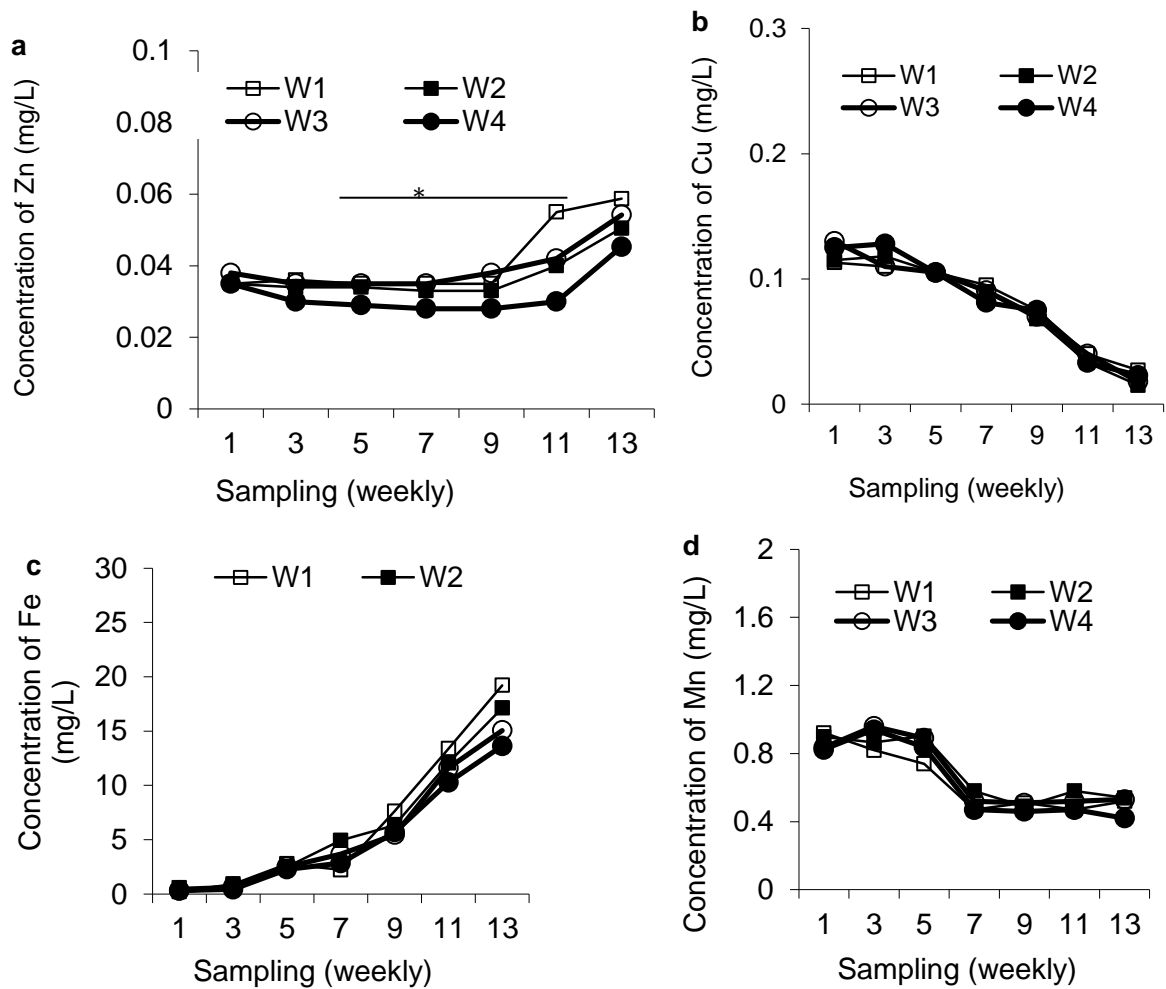 a
Concentration of Zn (mg/L)
0.1
0.08
0.06
0.04
0.02
0
W1 W2
W3 W4
*
1 3 5 7 9 11 13
Sampling (weekly)
b
Concentration of Cu (mg/L)
0.3
0.2
0.1
0
W1 W2
W3 W4
1 3 5 7 9 11 13
Sampling (weekly)
c
Concentration of Fe
(mg/L)
30
25
20
15
10
5
0
W1 W2
1 3 5 7 9 11 13
Sampling (weekly)
d
Concentration of Mn (mg/L)
2
1.6
1.2
0.8
0.4
0
W1 W2
W3 W4
1 3 5 7 9 11 13
Sampling (weekly)